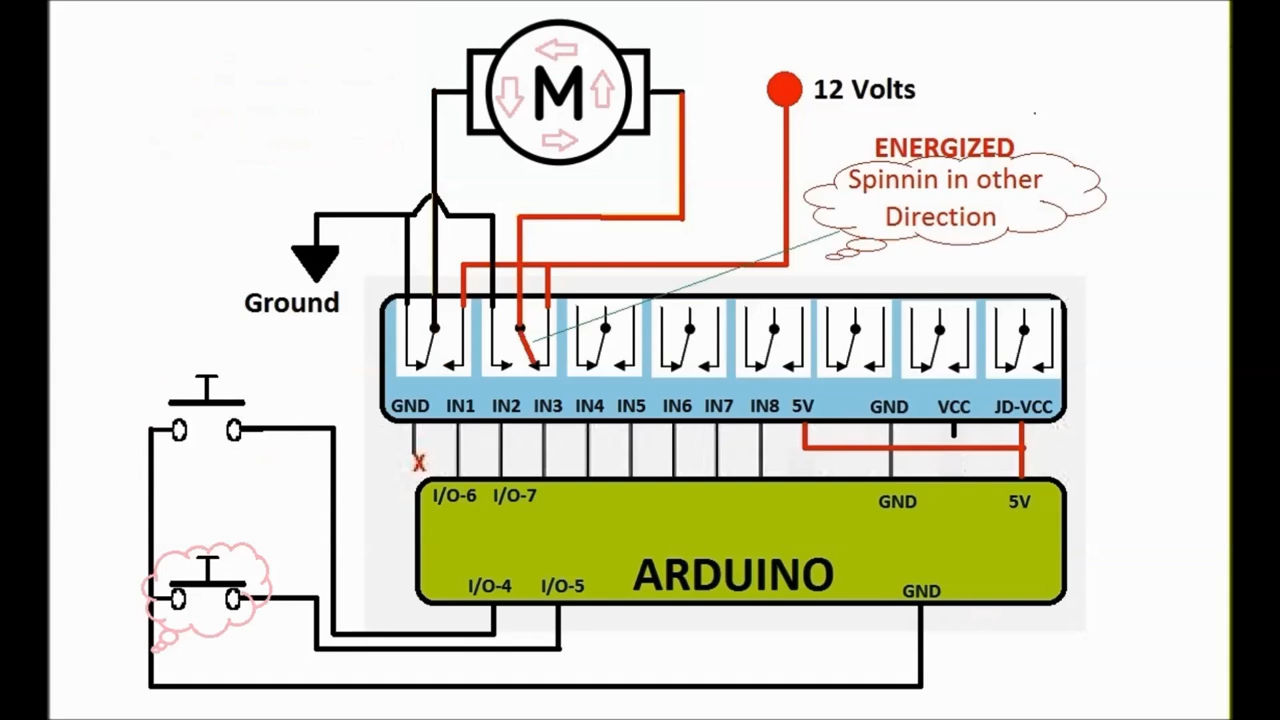 M
12 Volts
ENERGIZED
Spinnin in other
Direction
Ground
GND IN1 IN2 IN3 IN4 IN5 IN6 IN7 IN8 5V GND VCC JD-VCC
X
I/O-6 I/O-7 GND 5V
ARDUINO
I/O-4 I/O-5 GND